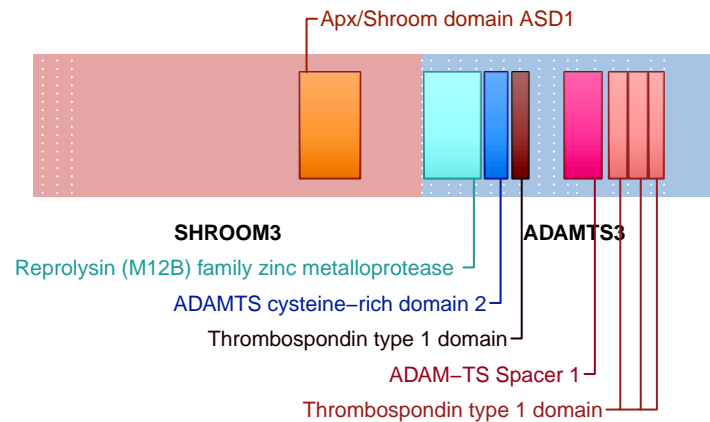 Apx/Shroom domain ASD1
SHROOM3
ADAMTS3
Reprolysin (M12B) family zinc metalloprotease
ADAMTS cysteine−rich domain 2
Thrombospondin type 1 domain
ADAM−TS Spacer 1
Thrombospondin type 1 domain